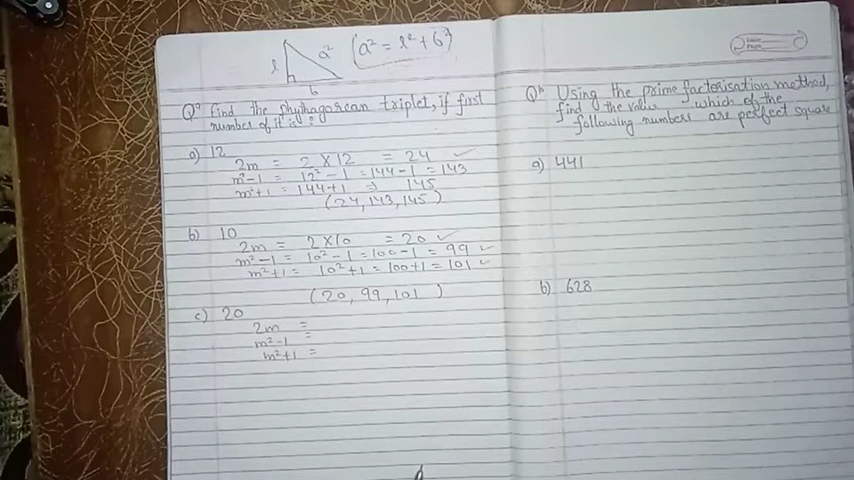 l a² (a² = l² + b²)
b
Qᵃ find the phythagorean triplet, if first
number of it is :
a) 12
2m = 2 × 12 = 24 ✓
m²-1 = 12² - 1 = 144 - 1 = 143
m²+1 = 144+1 ⇒ 145
(24, 143, 145)
b) 10
2m = 2×10 = 20 ✓
m²-1 = 10² - 1 = 100 - 1 = 99 ✓
m²+1 = 10² + 1 = 100+1 = 101 ✓
(20, 99, 101)
c) 20
2m =
m²-1 =
m²+1 =
Qᵇ Using the prime factorisation method,
find the value which of the
following numbers are perfect square
a) 441
b) 628